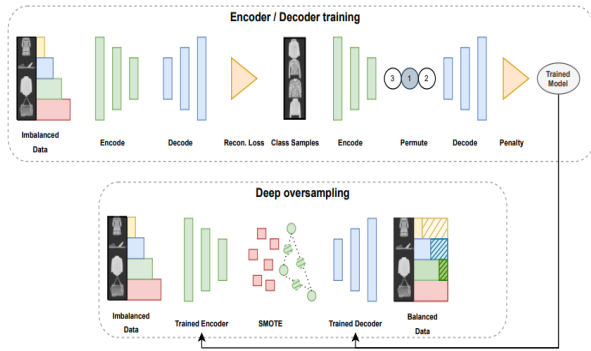 Encoder / Decoder training
3 1 2
Trained
Model
Imbalanced
Data
Encode
Decode
Recon. Loss
Class Samples
Encode
Permute
Decode
Penalty
Deep oversampling
Imbalanced
Data
Trained Encoder
SMOTE
Trained Decoder
Balanced
Data